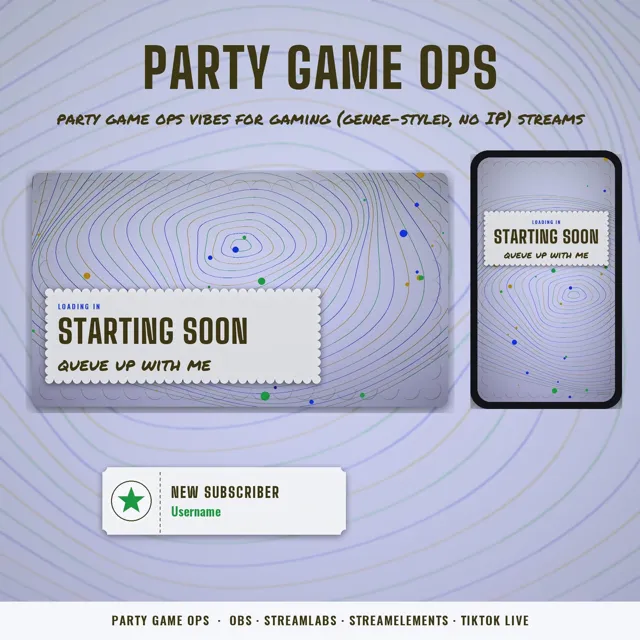 PARTY GAME OPS
PARTY GAME OPS VIBES FOR GAMING (GENRE-STYLED, NO IP) STREAMS
LOADING IN
STARTING SOON
QUEUE UP WITH ME
LOADING IN
STARTING SOON
QUEUE UP WITH ME
NEW SUBSCRIBER
Username
PARTY GAME OPS · OBS · STREAMLABS · STREAMELEMENTS · TIKTOK LIVE